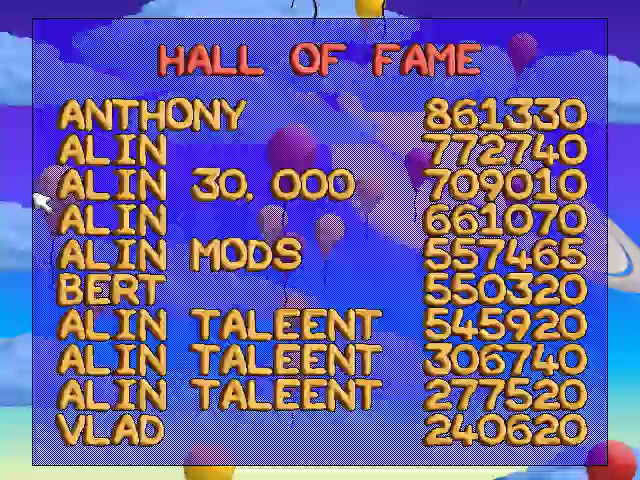 HALL OF FAME
ANTHONY 861330
ALIN 772740
ALIN 30,000 709010
ALIN 661070
ALIN MODS 557465
BERT 550320
ALIN TALEENT 545920
ALIN TALEENT 306740
ALIN TALEENT 277520
VLAD 240620